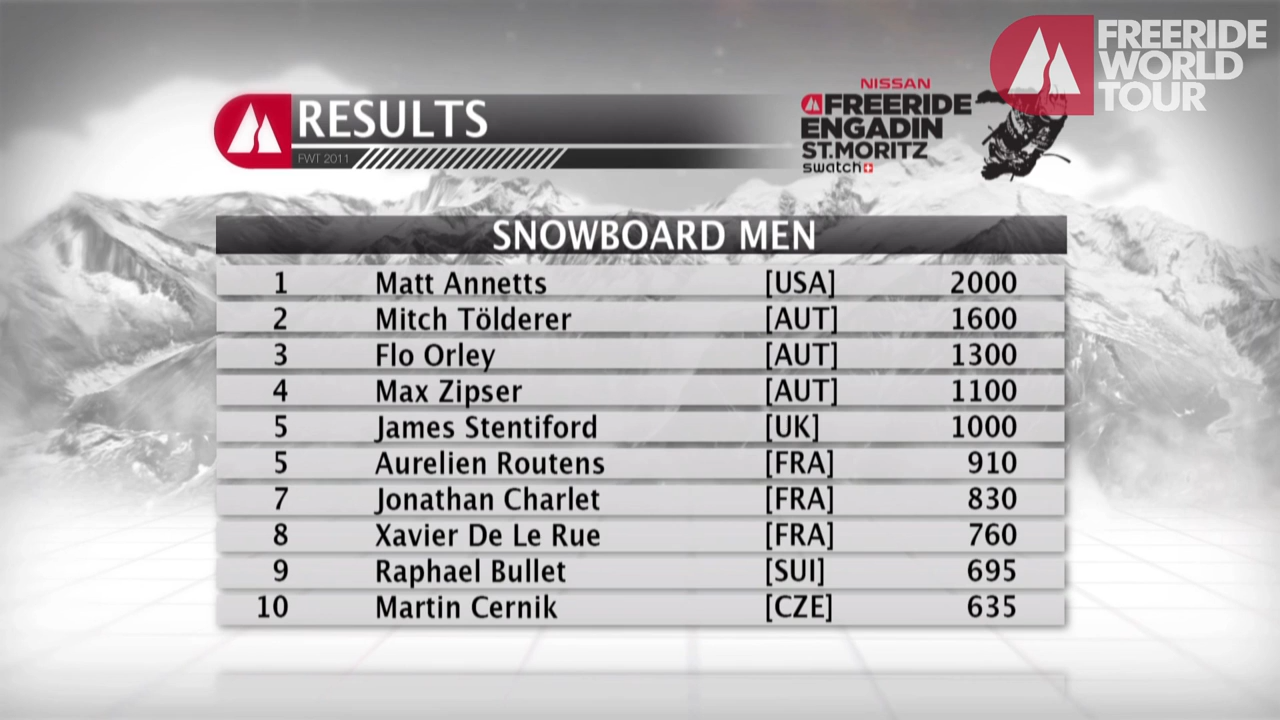 FREERIDE
WORLD
TOUR
RESULTS
FWT 2011
NISSAN
FREERIDE
ENGADIN
ST.MORITZ
swatch
SNOWBOARD MEN
1 Matt Annetts [USA] 2000
2 Mitch Tölderer [AUT] 1600
3 Flo Orley [AUT] 1300
4 Max Zipser [AUT] 1100
5 James Stentiford [UK] 1000
5 Aurelien Routens [FRA] 910
7 Jonathan Charlet [FRA] 830
8 Xavier De Le Rue [FRA] 760
9 Raphael Bullet [SUI] 695
10 Martin Cernik [CZE] 635